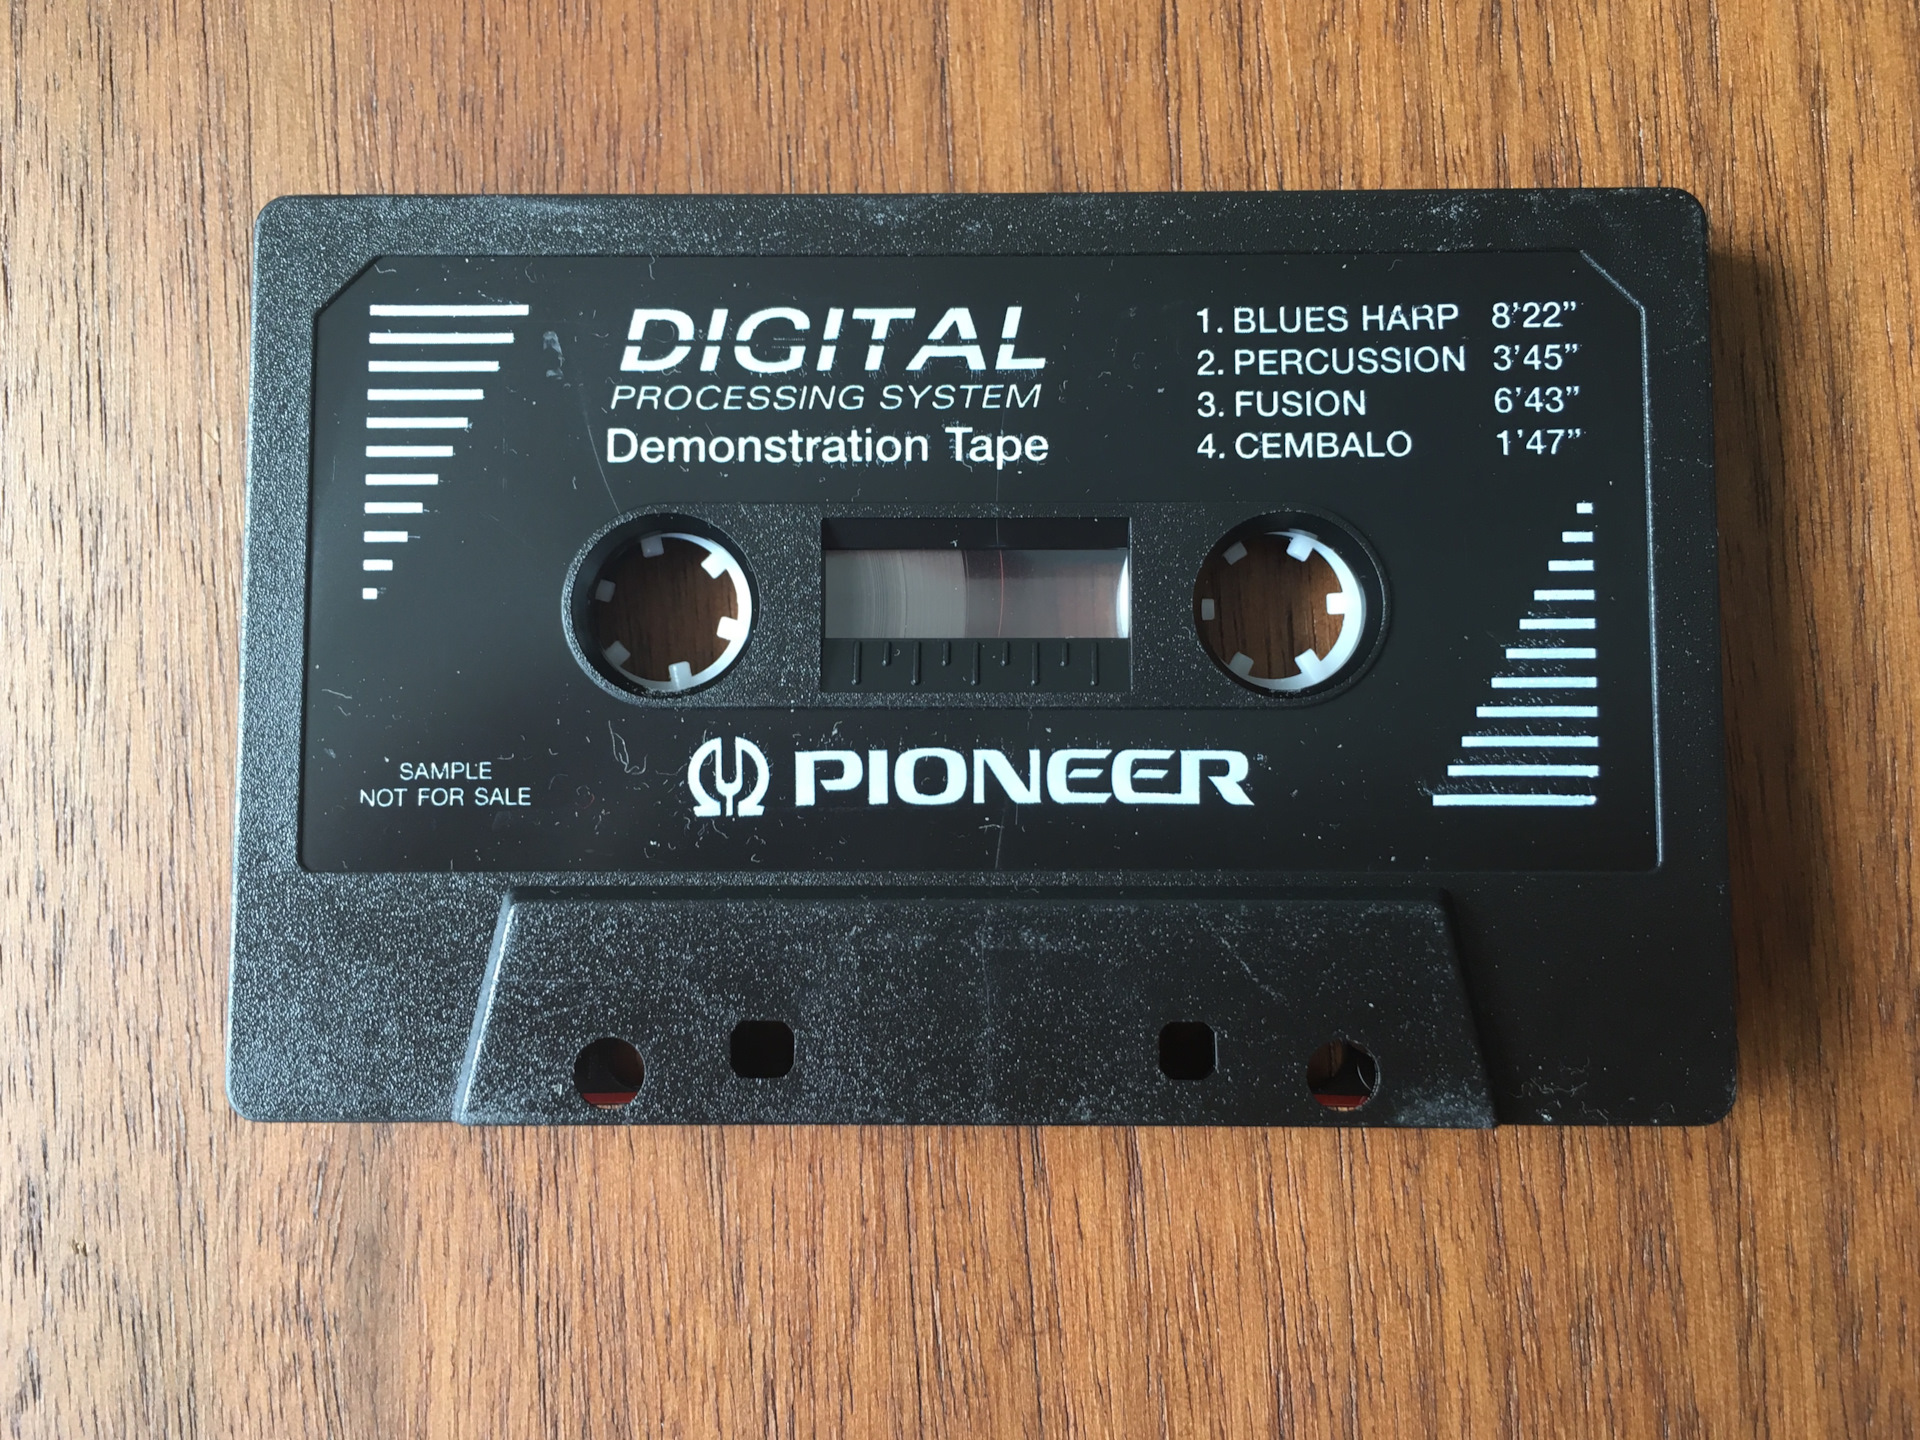 DIGITAL
PROCESSING SYSTEM
Demonstration Tape
1. BLUES HARP 8'22"
2. PERCUSSION 3'45"
3. FUSION 6'43"
4. CEMBALO 1'47"
SAMPLE
NOT FOR SALE
PIONEER